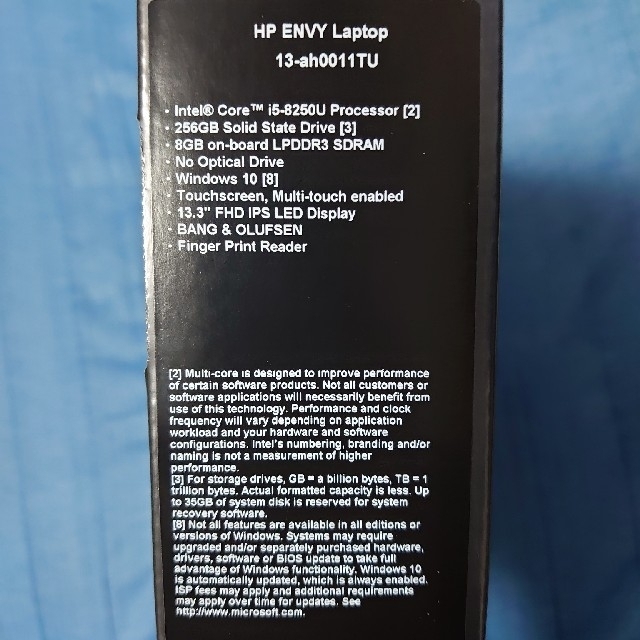 HP ENVY Laptop
13-ah0011TU
· Intel® Core™ i5-8250U Processor [2]
· 256GB Solid State Drive [3]
· 8GB on-board LPDDR3 SDRAM
· No Optical Drive
· Windows 10 [8]
· Touchscreen, Multi-touch enabled
· 13.3" FHD IPS LED Display
· BANG & OLUFSEN
· Finger Print Reader
[2] Multi-core is designed to improve performance
of certain software products. Not all customers or
software applications will necessarily benefit from
use of this technology. Performance and clock
frequency will vary depending on application
workload and your hardware and software
configurations. Intel's numbering, branding and/or
naming is not a measurement of higher
performance.
[3] For storage drives, GB = a billion bytes, TB = 1
trillion bytes. Actual formatted capacity is less. Up
to 35GB of system disk is reserved for system
recovery software.
[8] Not all features are available in all editions or
versions of Windows. Systems may require
upgraded and/or separately purchased hardware,
drivers, software or BIOS update to take full
advantage of Windows functionality. Windows 10
is automatically updated, which is always enabled.
ISP fees may apply and additional requirements
may apply over time for updates. See
http://www.microsoft.com.